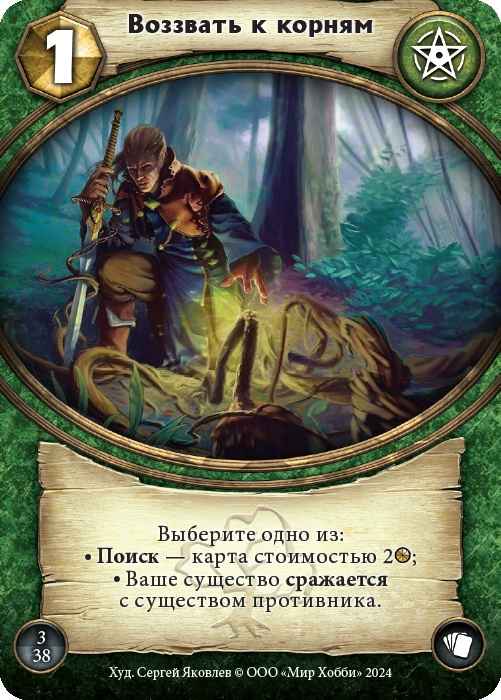 Воззвать к корням
1
Выберите одно из:
• Поиск — карта стоимостью 2;
• Ваше существо сражается
с существом противника.
3
38
Худ. Сергей Яковлев © ООО «Мир Хобби» 2024